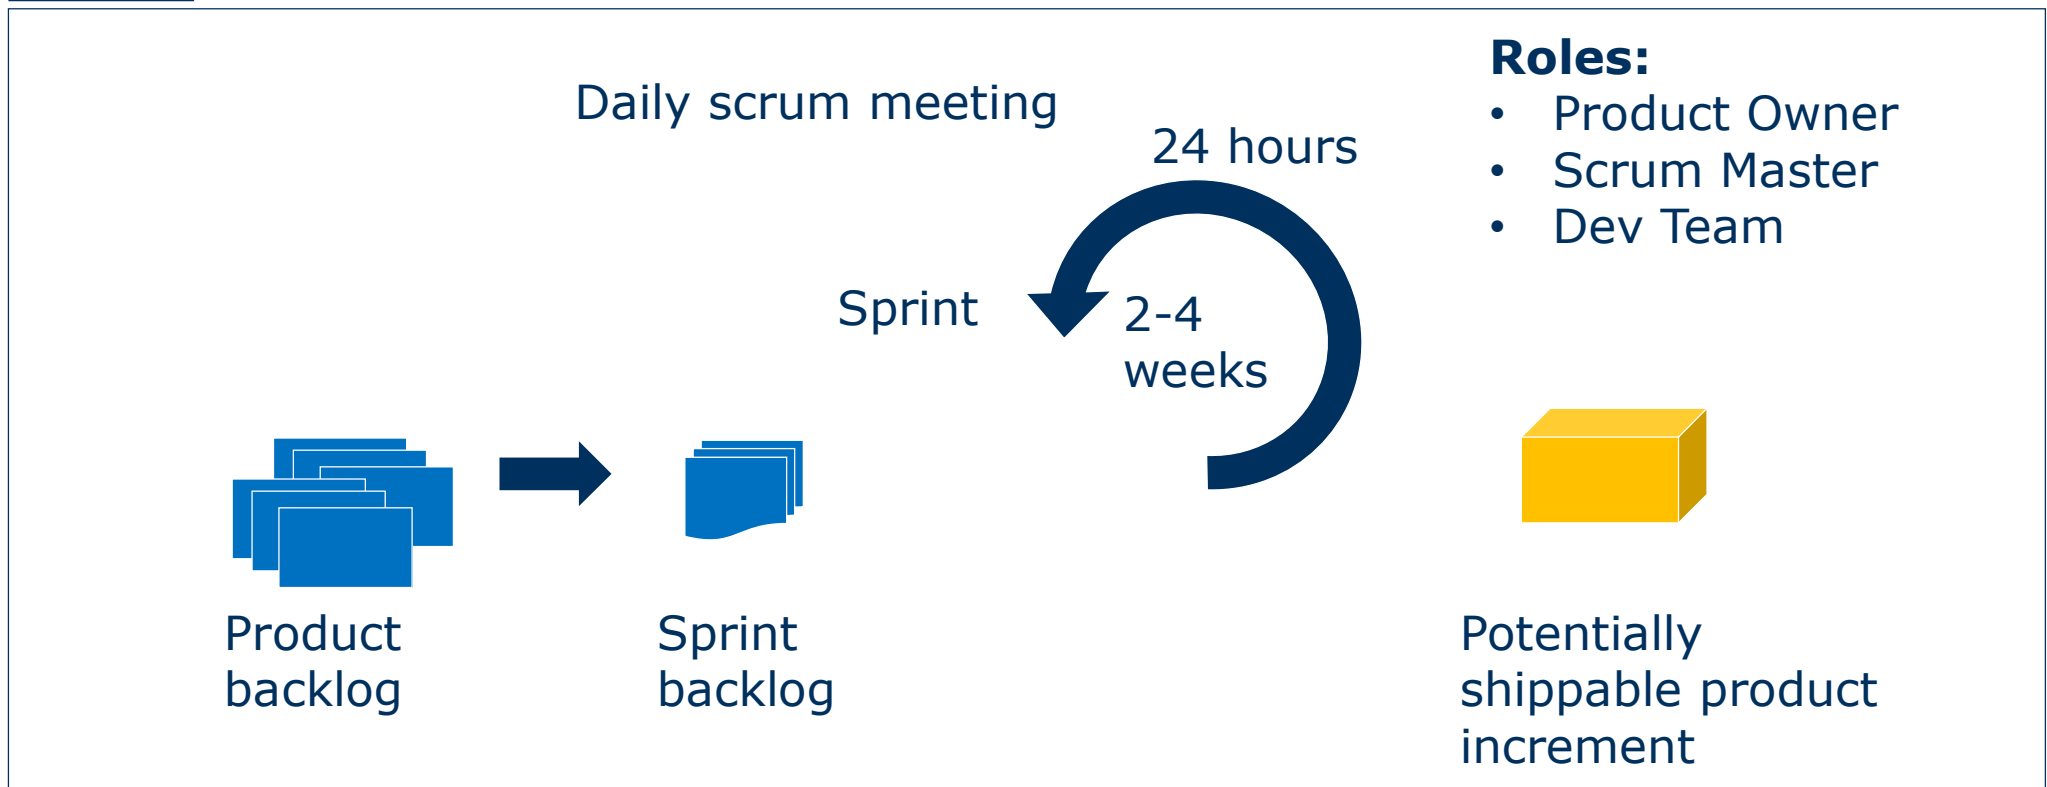 Roles:
• Product Owner
• Scrum Master
• Dev Team
Daily scrum meeting
24 hours
Sprint
2-4
weeks
Product
backlog
Sprint
backlog
Potentially
shippable product
increment